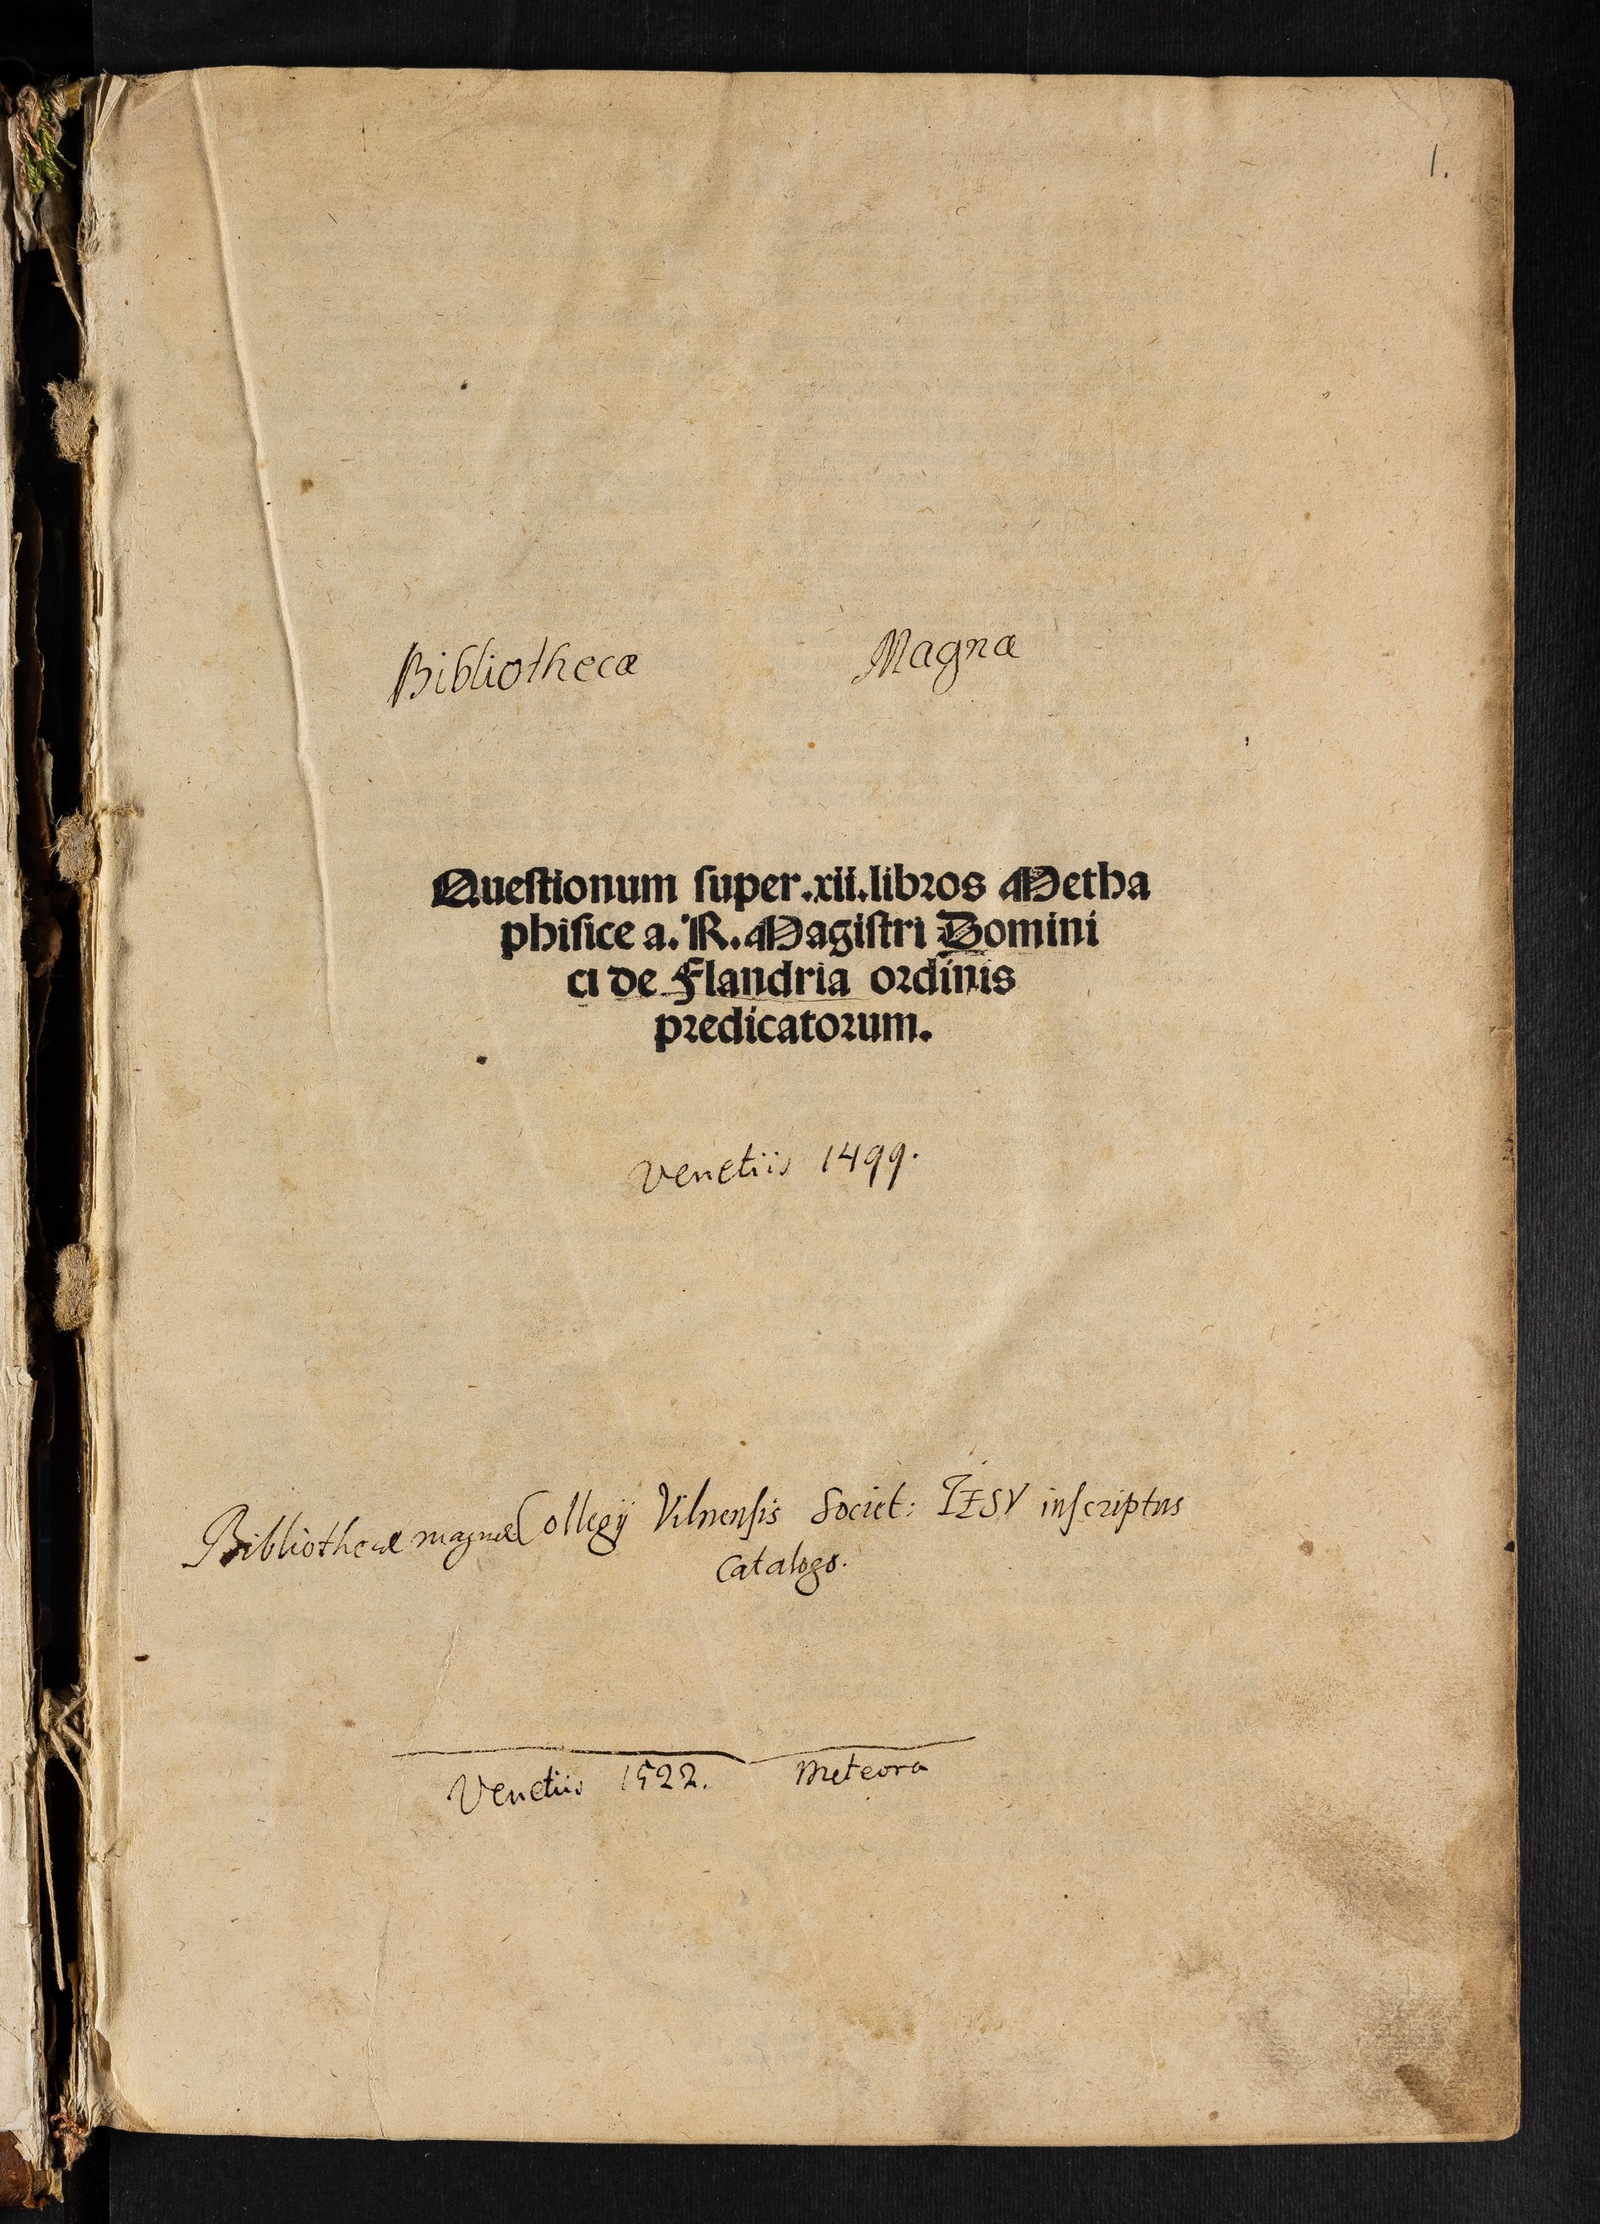 1.
Bibliothecæ Magnæ
Questionum super .xii. libros Metha
phisice a. R. Magistri Domini
ci de Flandria ordinis
predicatorum.
Venetiis 1499.
Bibliothecæ magnæ Collegij Vilnensis Societ: IESV inscriptus
Catalogo.
Venetiis 1522. Meteora